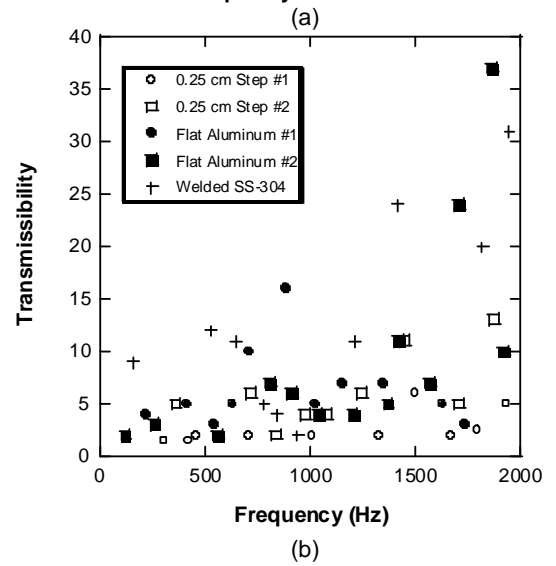 (a)
40
35
30
25
20
15
10
5
0
0.25 cm Step #1
0.25 cm Step #2
Flat Aluminum #1
Flat Aluminum #2
Welded SS-304
Transmissibility
0 500 1000 1500 2000
Frequency (Hz)
(b)